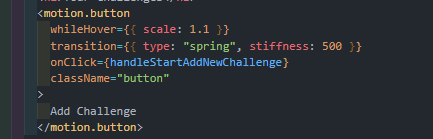 <motion.button
whileHover={{ scale: 1.1 }}
transition={{ type: "spring", stiffness: 500 }}
onClick={handleStartAddNewChallenge}
className="button"
>
Add Challenge
</motion.button>